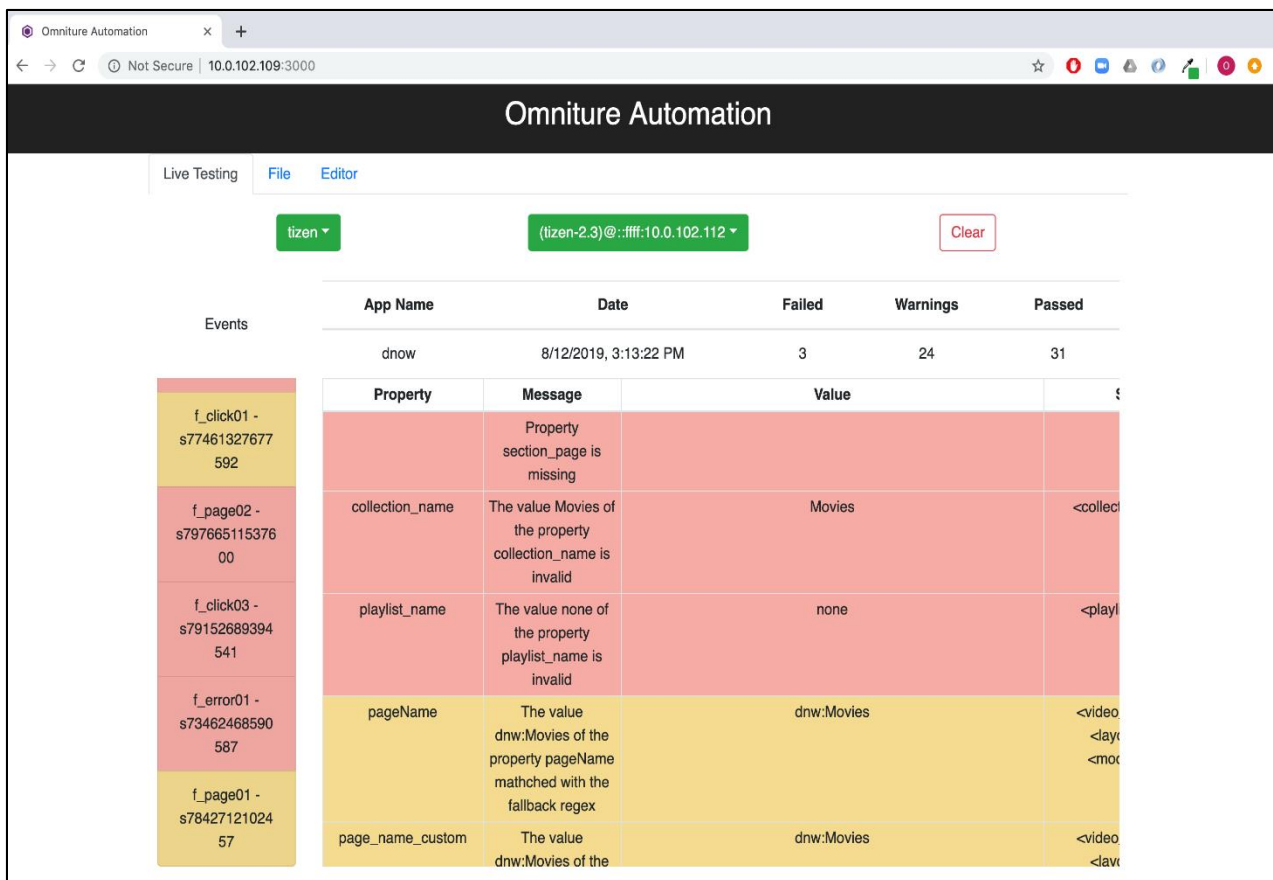 Omniture Automation
Not Secure | 10.0.102.109:3000
Omniture Automation
Live Testing File Editor
tizen (tizen-2.3)@::ffff:10.0.102.112 Clear
Events
App Name Date Failed Warnings Passed
dnow 8/12/2019, 3:13:22 PM 3 24 31
f_click01 -
s77461327677
592
f_page02 -
s797665115376
00
f_click03 -
s79152689394
541
f_error01 -
s73462468590
587
f_page01 -
s78427121024
57
Property Message Value
Property
section_page is
missing
collection_name
The value Movies of
the property
collection_name is
invalid
Movies
<collect
playlist_name
The value none of
the property
playlist_name is
invalid
none
<playli
pageName
The value
dnw:Movies of the
property pageName
mathched with the
fallback regex
dnw:Movies
<video_
<layo
<mod
page_name_custom
The value
dnw:Movies of the
dnw:Movies
<video_
<layo